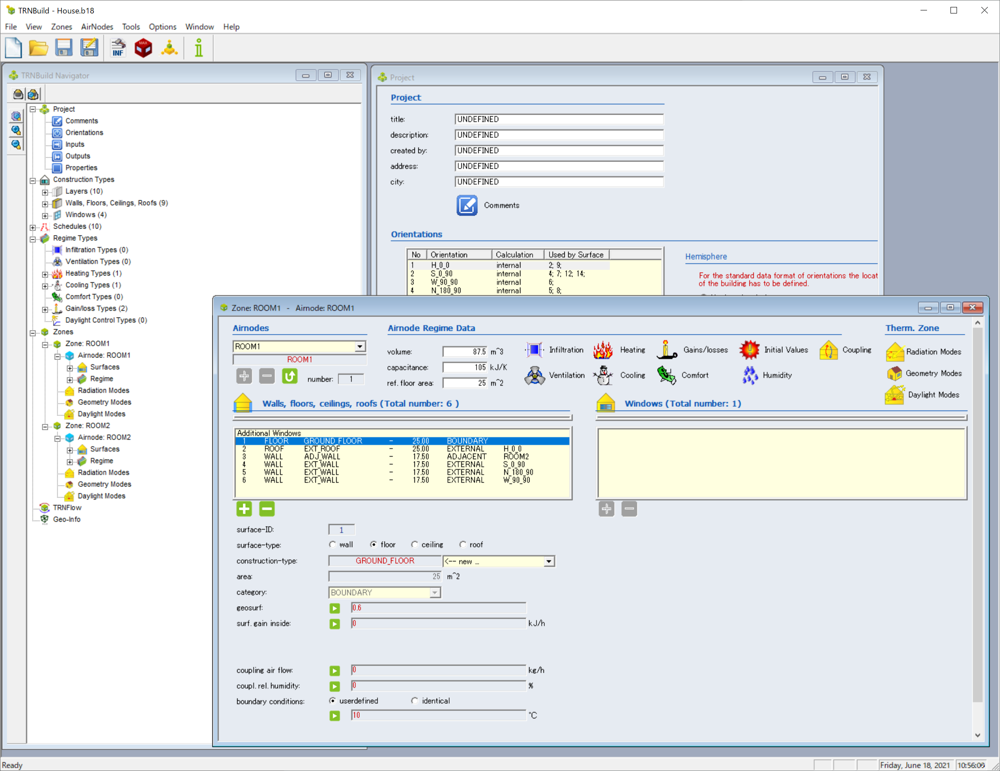 TRNBuild - House.b18
File View Zones AirNodes Tools Options Window Help
INF MAX
TRNBuild Navigator
Project
Comments
Orientations
Inputs
Outputs
Properties
Construction Types
Layers (10)
Walls, Floors, Ceilings, Roofs (9)
Windows (4)
Schedules (10)
Regime Types
Infiltration Types (0)
Ventilation Types (0)
Heating Types (1)
Cooling Types (1)
Comfort Types (0)
Gain/loss Types (2)
Daylight Control Types (0)
Zones
Zone: ROOM1
Airnode: ROOM1
Surfaces
Regime
Radiation Modes
Geometry Modes
Daylight Modes
Zone: ROOM2
Airnode: ROOM2
Surfaces
Regime
Radiation Modes
Geometry Modes
Daylight Modes
TRNFlow
Geo-Info
Project
Project
title: UNDEFINED
description: UNDEFINED
created by: UNDEFINED
address: UNDEFINED
city: UNDEFINED
Comments
Orientations
No Orientation Calculation Used by Surface
1 H_0_0 internal 2; 9;
2 S_0_90 internal 4; 7; 12; 14;
3 W_90_90 internal 6;
4 N_180_90 internal 5; 8;
Hemisphere
For the standard data format of orientations the locat
of the building has to be defined.
Zone: ROOM1 - Airnode: ROOM1
Airnodes
ROOM1
ROOM1
number: 1
Airnode Regime Data
volume: 87.5 m^3
capacitance: 105 kJ/K
ref. floor area: 25 m^2
Infiltration Heating Gains/losses Initial Values Coupling
Ventilation Cooling Comfort Humidity
Therm. Zone
Radiation Modes
Geometry Modes
Daylight Modes
Walls, floors, ceilings, roofs (Total number: 6 )
Additional Windows
1 FLOOR GROUND_FLOOR - 25.00 BOUNDARY
2 ROOF EXT_ROOF - 25.00 EXTERNAL H_0_0
3 WALL ADJ_WALL - 17.50 ADJACENT ROOM2
4 WALL EXT_WALL - 17.50 EXTERNAL S_0_90
5 WALL EXT_WALL - 17.50 EXTERNAL N_180_90
6 WALL EXT_WALL - 17.50 EXTERNAL W_90_90
Windows (Total number: 1)
surface-ID: 1
surface-type: wall floor ceiling roof
construction-type: GROUND_FLOOR <-- new ...
area: 25 m^2
category: BOUNDARY
geosurf: 0.6
surf. gain inside: 0 kJ/h
coupling air flow: 0 kg/h
coupl. rel. humidity: 0 %
boundary conditions: userdefined identical
10 °C
Ready
Friday, June 18, 2021 10:56:06